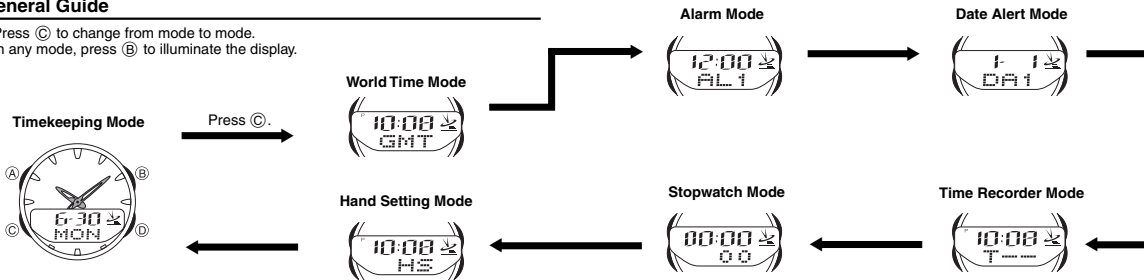 eneral Guide
Press Ⓒ to change from mode to mode.
n any mode, press Ⓑ to illuminate the display.
Timekeeping Mode
Ⓐ
Ⓑ
Ⓒ
Ⓓ
6-30
MON
Press Ⓒ.
World Time Mode
P 10:08
GMT
Alarm Mode
12:00
AL1
Date Alert Mode
1- 1
DA1
Time Recorder Mode
P 10:08
T--
Stopwatch Mode
00:00
00
Hand Setting Mode
P 10:08
HS